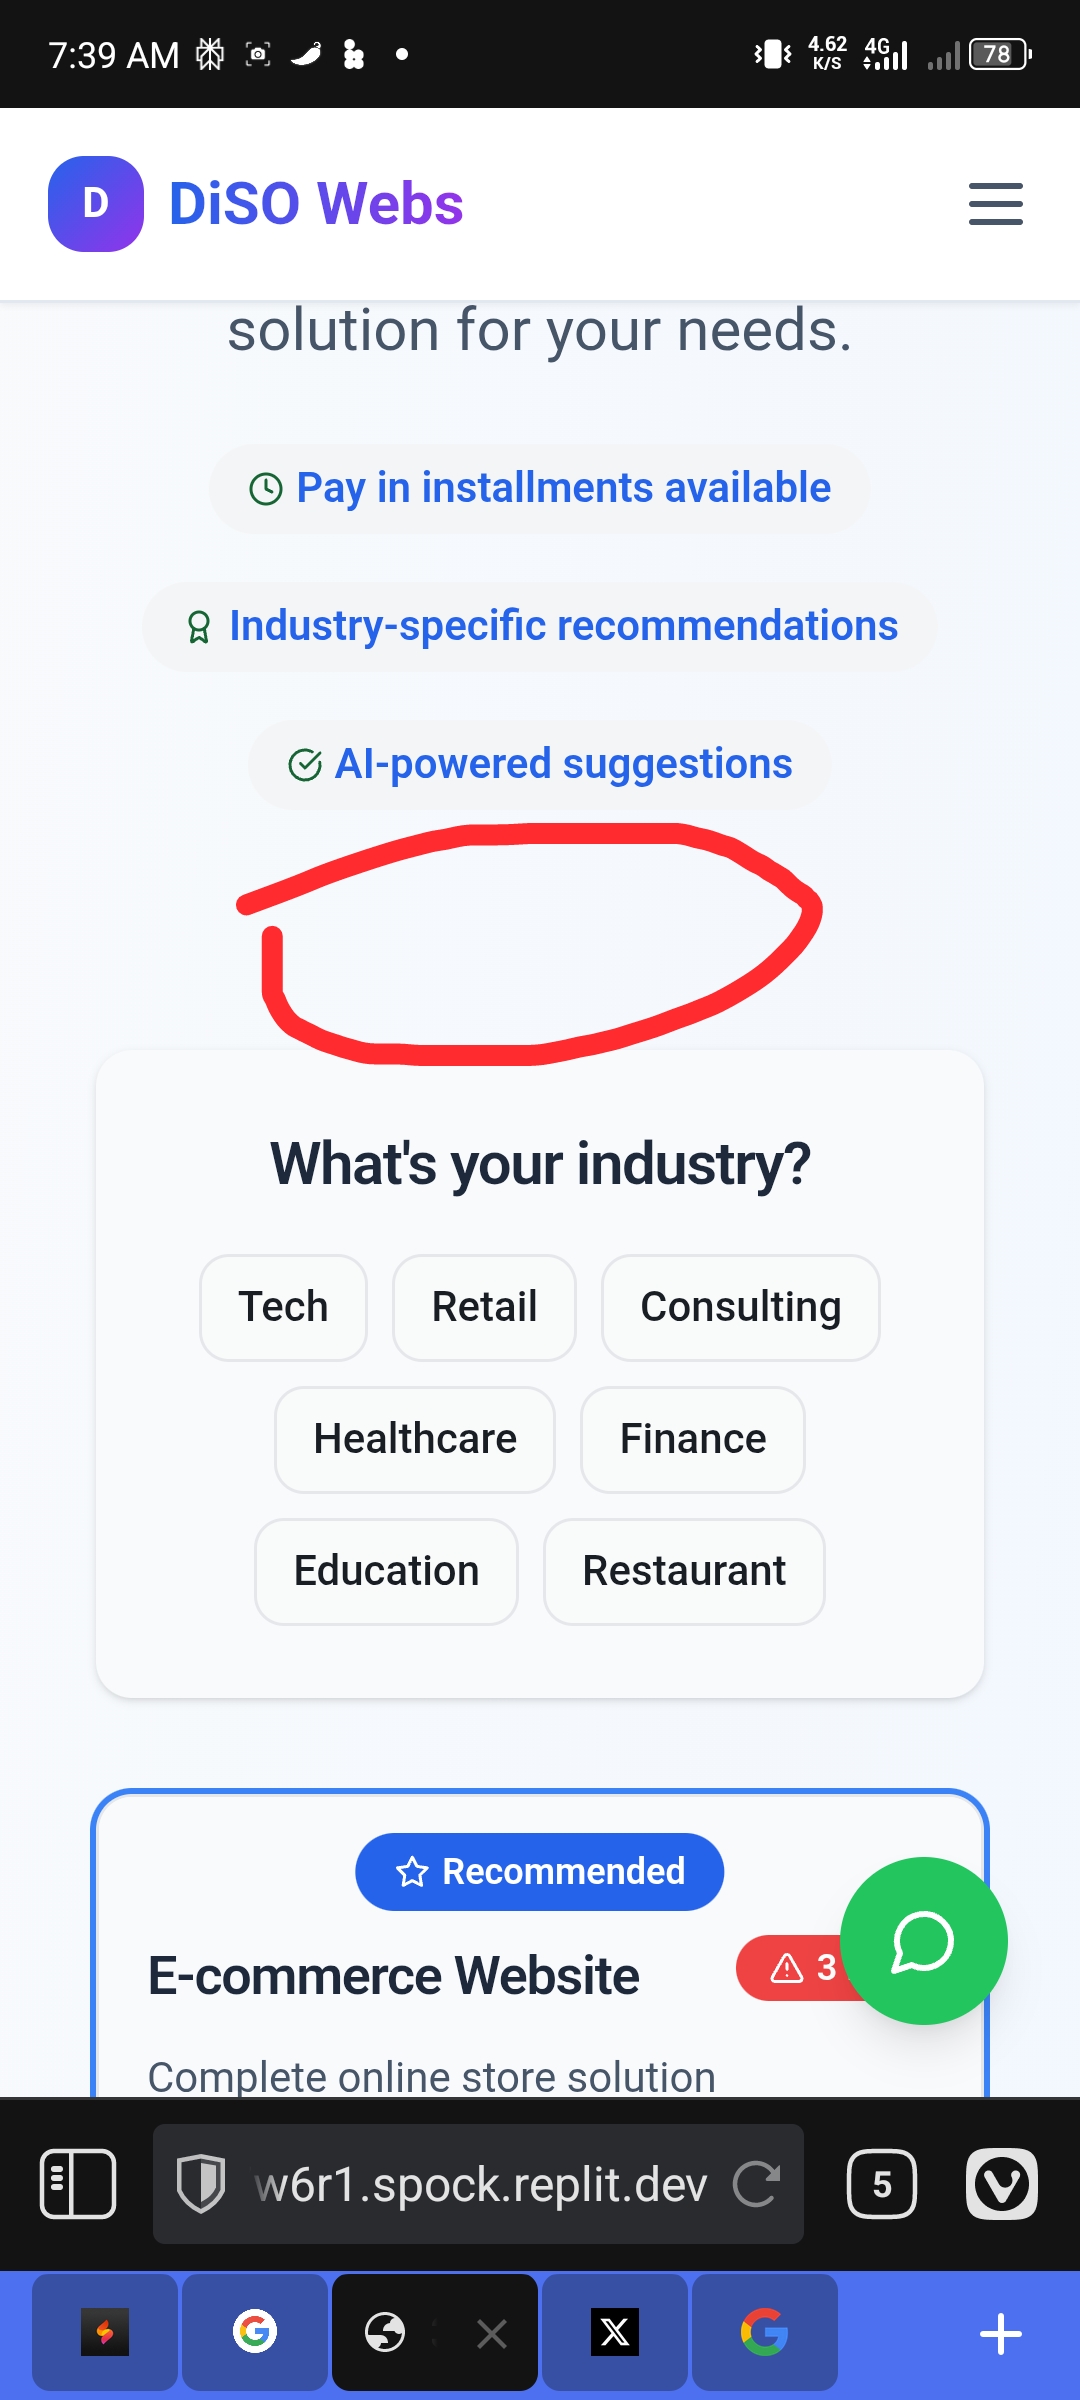 7:39 AM
4.62
K/S
4G
78
D
DiSO Webs
solution for your needs.
Pay in installments available
Industry-specific recommendations
AI-powered suggestions
What's your industry?
Tech
Retail
Consulting
Healthcare
Finance
Education
Restaurant
Recommended
E-commerce Website
3
Complete online store solution
w6r1.spock.replit.dev
5